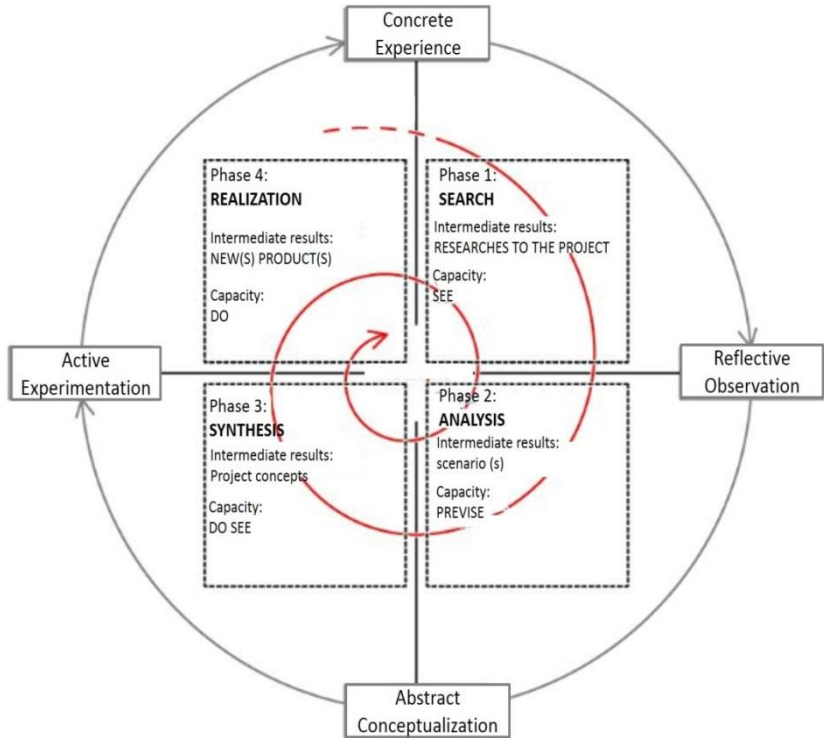 Concrete
Experience
Phase 4:
REALIZATION
Intermediate results:
NEW(S) PRODUCT(S)
Capacity:
DO
Phase 1:
SEARCH
Intermediate results:
RESEARCHES TO THE PROJECT
Capacity:
SEE
Active
Experimentation
Reflective
Observation
Phase 3:
SYNTHESIS
Intermediate results:
Project concepts
Capacity:
DO SEE
Phase 2:
ANALYSIS
Intermediate results:
scenario (s)
Capacity:
PREVISE
Abstract
Conceptualization